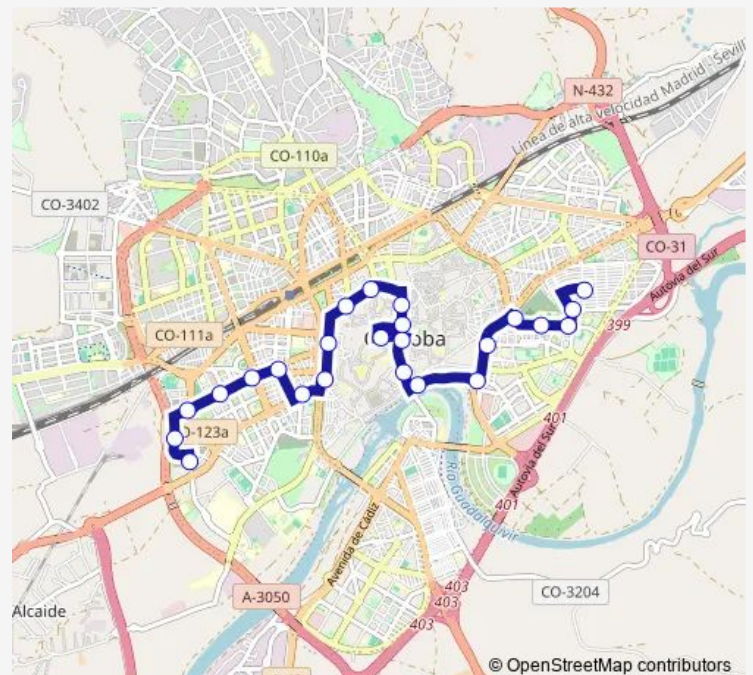 N-432
Línea de alta velocidad Madrid - Sevill
CO-110a
CO-3402
CO-31
Autovía del Sur
399
CO-111a
401
Autovía del Sur
401
Río Guadalquivir
Avenida de Cádiz
403
403
403
A-3050
CO-3204
Alcaide
© OpenStreetMap contributors